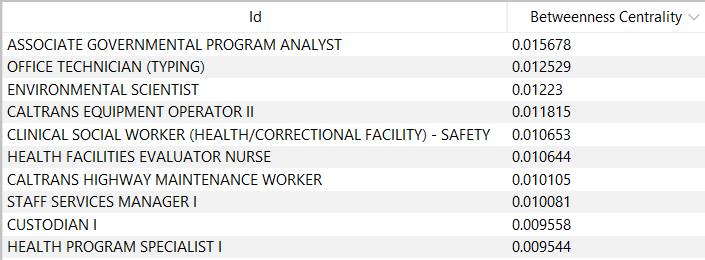 Id Betweenness Centrality
ASSOCIATE GOVERNMENTAL PROGRAM ANALYST 0.015678
OFFICE TECHNICIAN (TYPING) 0.012529
ENVIRONMENTAL SCIENTIST 0.01223
CALTRANS EQUIPMENT OPERATOR II 0.011815
CLINICAL SOCIAL WORKER (HEALTH/CORRECTIONAL FACILITY) - SAFETY 0.010653
HEALTH FACILITIES EVALUATOR NURSE 0.010644
CALTRANS HIGHWAY MAINTENANCE WORKER 0.010105
STAFF SERVICES MANAGER I 0.010081
CUSTODIAN I 0.009558
HEALTH PROGRAM SPECIALIST I 0.009544